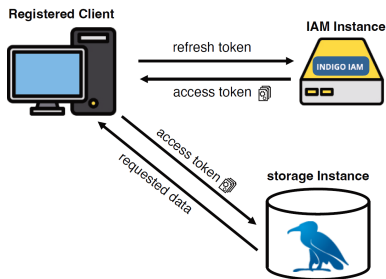 Registered Client
IAM Instance
refresh token
INDIGO IAM
access token
access token
requested data
storage Instance